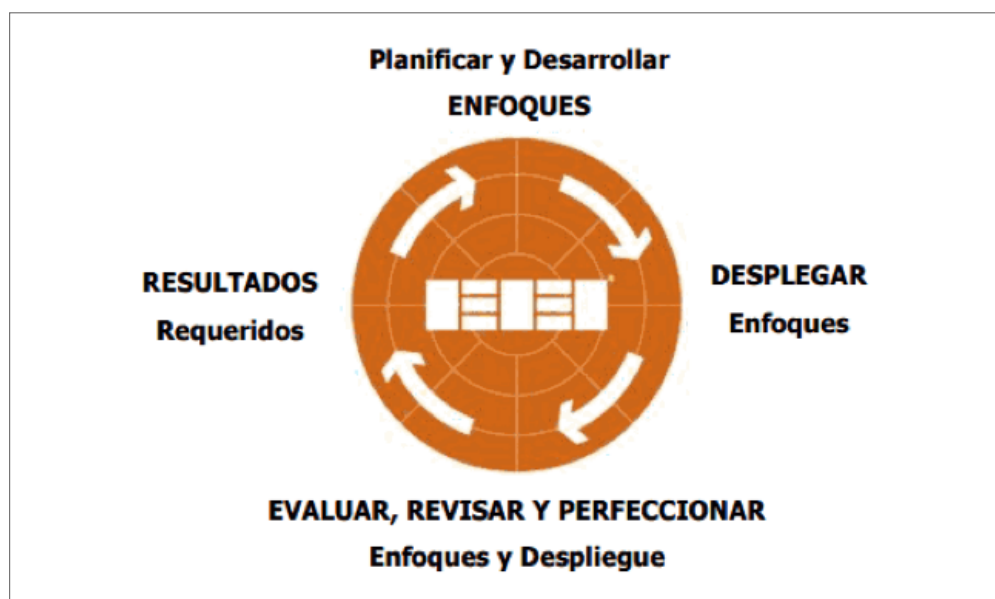 Planificar y Desarrollar
ENFOQUES
RESULTADOS
Requeridos
DESPLEGAR
Enfoques
EVALUAR, REVISAR Y PERFECCIONAR
Enfoques y Despliegue